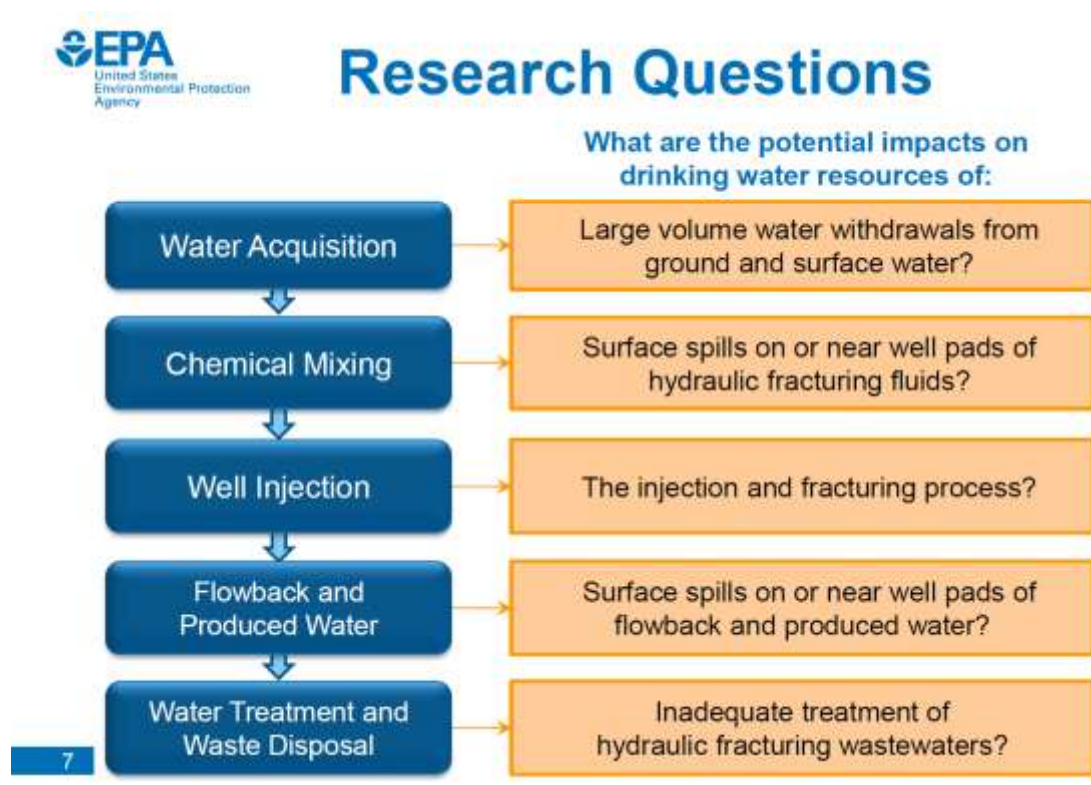 EPA
United States
Environmental Protection
Agency
Research Questions
What are the potential impacts on
drinking water resources of:
Water Acquisition
Large volume water withdrawals from
ground and surface water?
Chemical Mixing
Surface spills on or near well pads of
hydraulic fracturing fluids?
Well Injection
The injection and fracturing process?
Flowback and
Produced Water
Surface spills on or near well pads of
flowback and produced water?
Water Treatment and
Waste Disposal
Inadequate treatment of
hydraulic fracturing wastewaters?
7